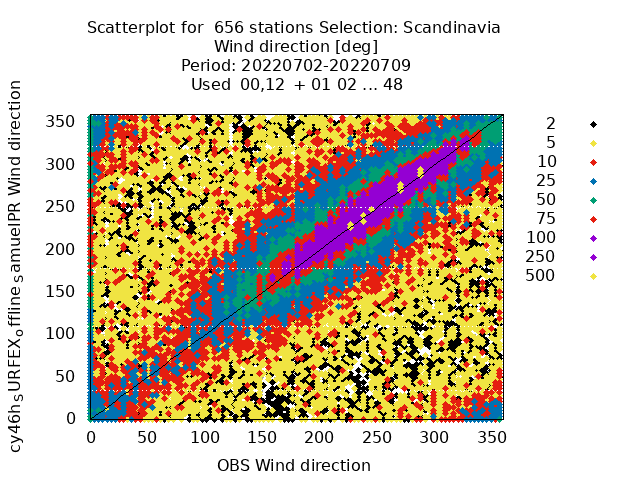 Scatterplot for 656 stations Selection: Scandinavia
Wind direction [deg]
Period: 20220702-20220709
Used 00,12 + 01 02 ... 48
cy46h_sURFEX_offline_samuelPR Wind direction
350
300
250
200
150
100
50
0
0 50 100 150 200 250 300 350
OBS Wind direction
2
5
10
25
50
75
100
250
500